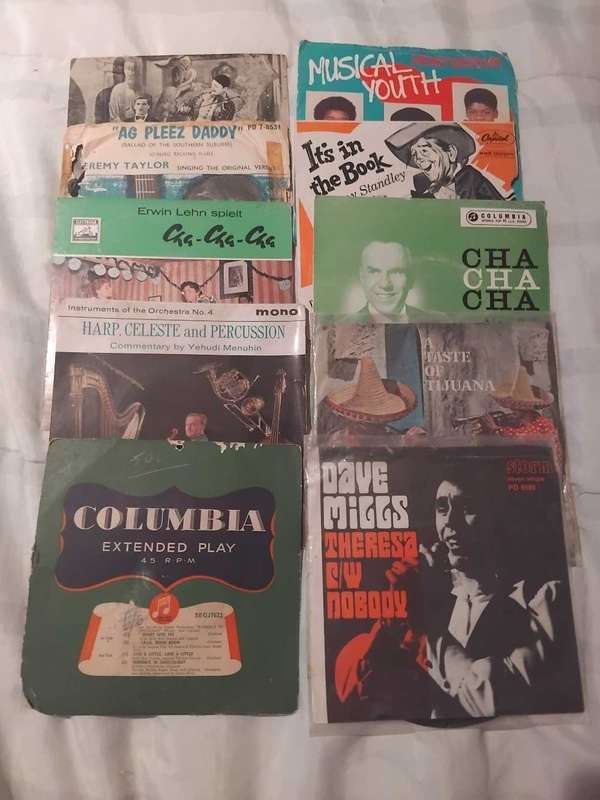 "AG PLEEZ DADDY" PD 7-8531
(BALLAD OF THE SOUTHERN SUBURBS)
JEREMY TAYLOR SINGING THE ORIGINAL VERSION
Erwin Lehn spielt
Cha-Cha-Cha
Instruments of the Orchestra No. 4
mono
HARP, CELESTE and PERCUSSION
Commentary by Yehudi Menuhin
COLUMBIA
EXTENDED PLAY
45 R·P·M
MUSICAL
YOUTH
It's in
the Book
Standley
Capitol
COLUMBIA
CHA
CHA
CHA
A
TASTE
OF
TIJUANA
DAVE
MILLS
THERESA
C/W
NOBODY
storm